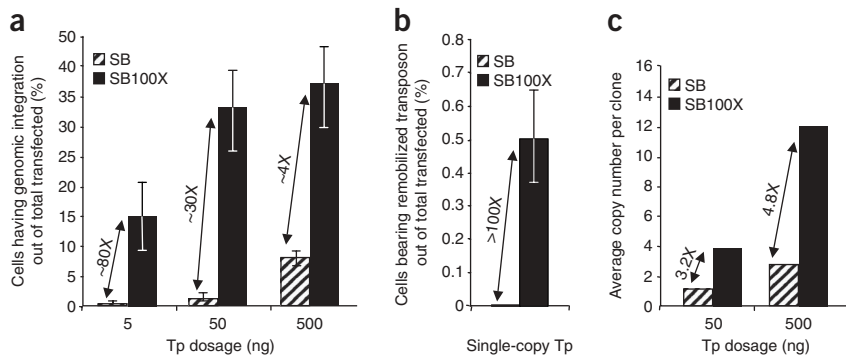 a
Cells having genomic integration
out of total transfected (%)
50
45
40
35
30
25
20
15
10
5
0
SB
SB100X
~80X
~30X
~4X
5
50
500
Tp dosage (ng)
b
Cells bearing remobilized transposon
out of total transfected (%)
0.8
0.7
0.6
0.5
0.4
0.3
0.2
0.1
0
SB
SB100X
>100X
Single-copy Tp
c
Average copy number per clone
16
14
12
10
8
6
4
2
0
SB
SB100X
3.2X
4.8X
50
500
Tp dosage (ng)